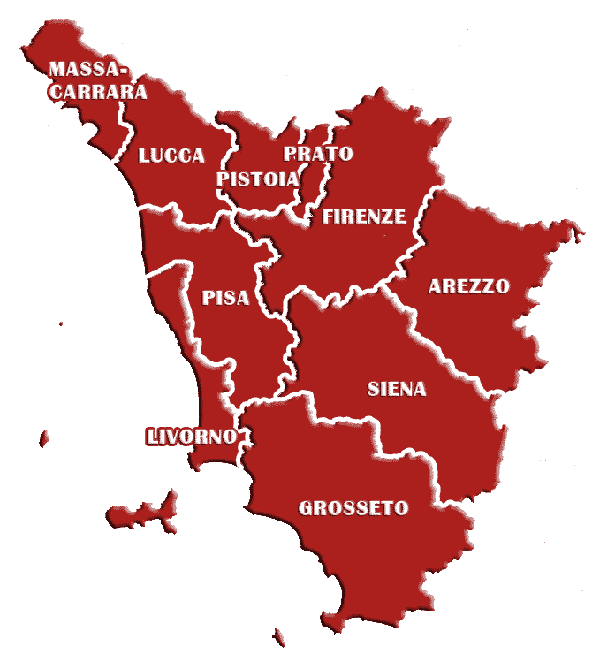 MASSA-
CARRARA
LUCCA
PRATO
PISTOIA
FIRENZE
AREZZO
PISA
SIENA
LIVORNO
GROSSETO